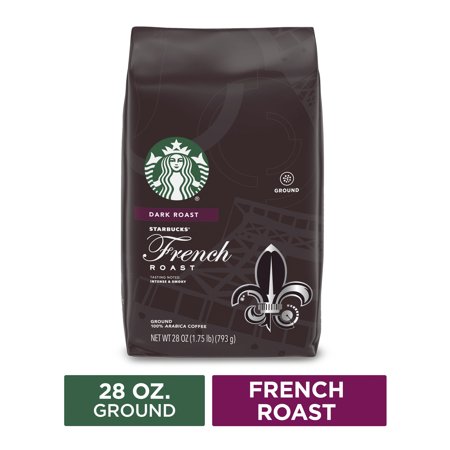 GROUND
DARK ROAST
STARBUCKS®
French
ROAST
TASTING NOTES:
INTENSE & SMOKY
GROUND
100% ARABICA COFFEE
NET WT 28 OZ (1.75 lb) (793 g)
28 OZ.
GROUND
FRENCH
ROAST